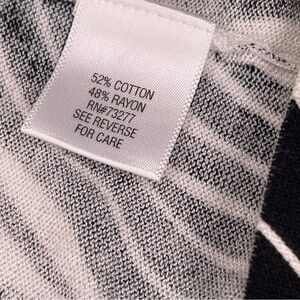 52% COTTON
48% RAYON
RN#73277
SEE REVERSE
FOR CARE